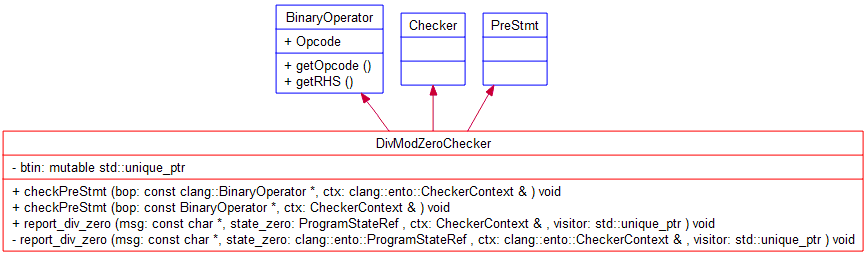 BinaryOperator
+ Opcode
+ getOpcode ()
+ getRHS ()
Checker
PreStmt
DivModZeroChecker
- btin: mutable std::unique_ptr
+ checkPreStmt (bop: const clang::BinaryOperator *, ctx: clang::ento::CheckerContext & ) void
+ checkPreStmt (bop: const BinaryOperator *, ctx: CheckerContext & ) void
+ report_div_zero (msg: const char *, state_zero: ProgramStateRef , ctx: CheckerContext & , visitor: std::unique_ptr ) void
- report_div_zero (msg: const char *, state_zero: clang::ento::ProgramStateRef , ctx: clang::ento::CheckerContext & , visitor: std::unique_ptr ) void